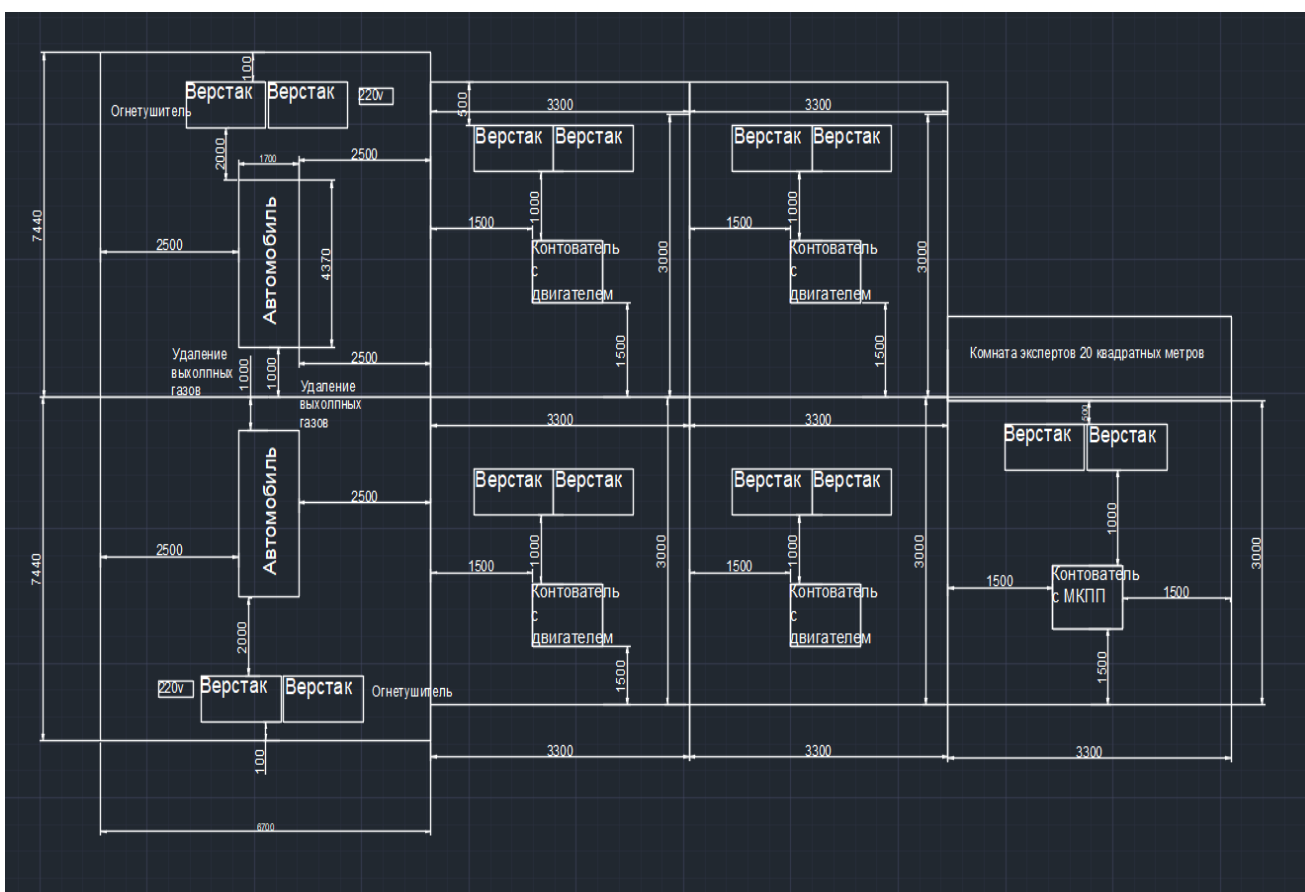 100
Верстак Верстак
220v
Огнетушитель
2000
1700
2500
7440
2500
Автомобиль
4370
Удаление
выхолпных
газов
1000
1000
2500
Удаление
выхолпных
газов
500
3300
3300
Верстак Верстак
Верстак Верстак
1000
1000
1500
1500
3000
3000
Контователь
с
двигателем
Контователь
с
двигателем
1500
1500
Комната экспертов 20 квадратных метров
7440
Автомобиль
2500
2500
2000
220v
Верстак Верстак
Огнетушитель
100
6700
3300
3300
Верстак Верстак
Верстак Верстак
1000
1000
1500
1500
3000
3000
Контователь
с
двигателем
Контователь
с
двигателем
1500
500
Верстак Верстак
1000
3000
1500
Контователь
с МКПП
1500
1500
3300
3300
3300